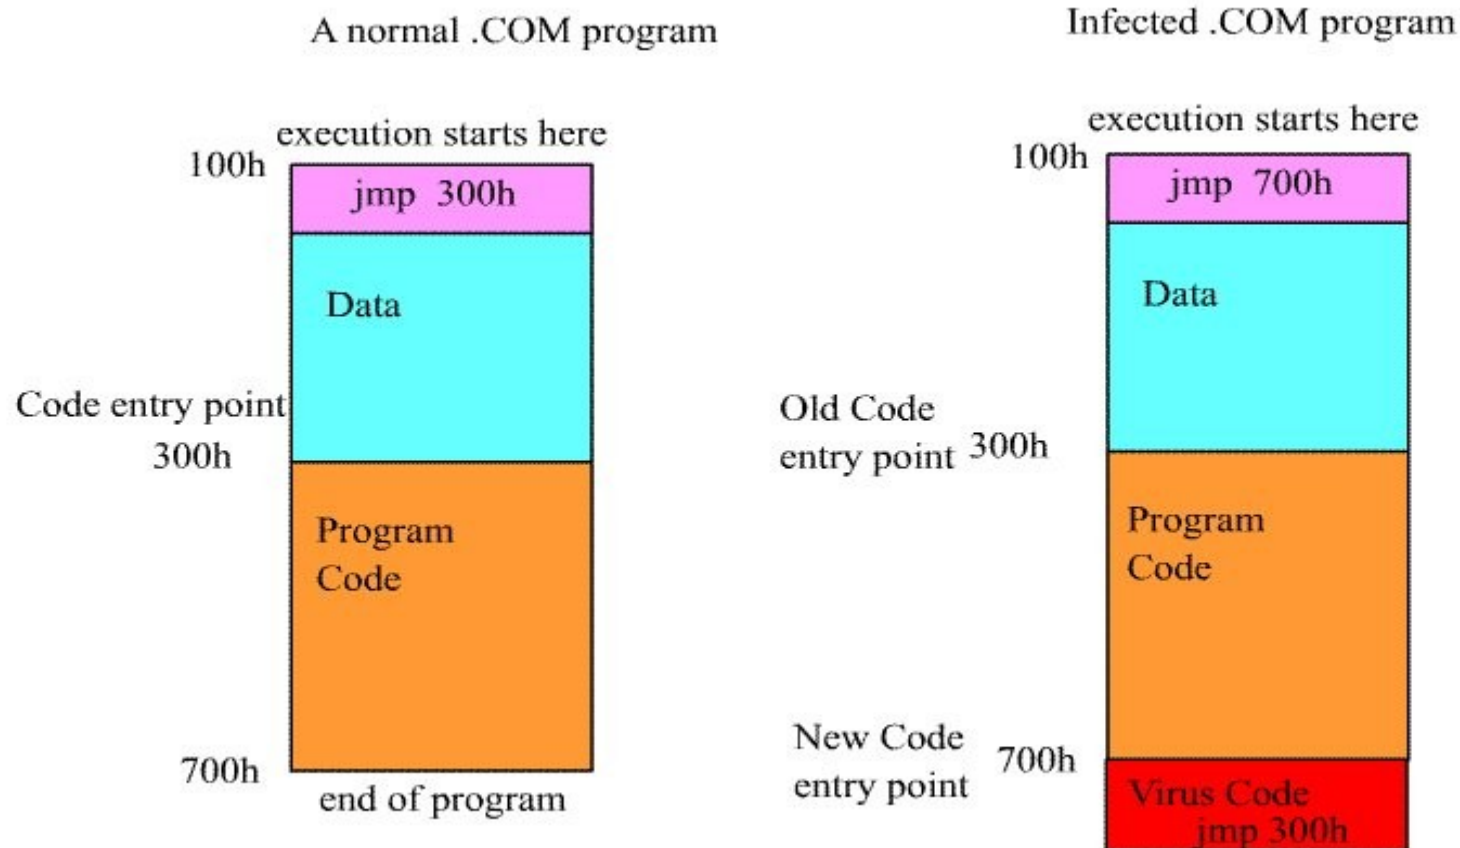 A normal .COM program
execution starts here
100h
jmp 300h
Data
Code entry point
300h
Program
Code
700h
end of program
Infected .COM program
execution starts here
100h
jmp 700h
Data
Old Code
entry point 300h
Program
Code
New Code
entry point 700h
Virus Code
jmp 300h